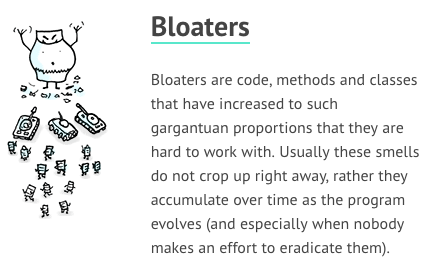 Bloaters
Bloaters are code, methods and classes
that have increased to such
gargantuan proportions that they are
hard to work with. Usually these smells
do not crop up right away, rather they
accumulate over time as the program
evolves (and especially when nobody
makes an effort to eradicate them).